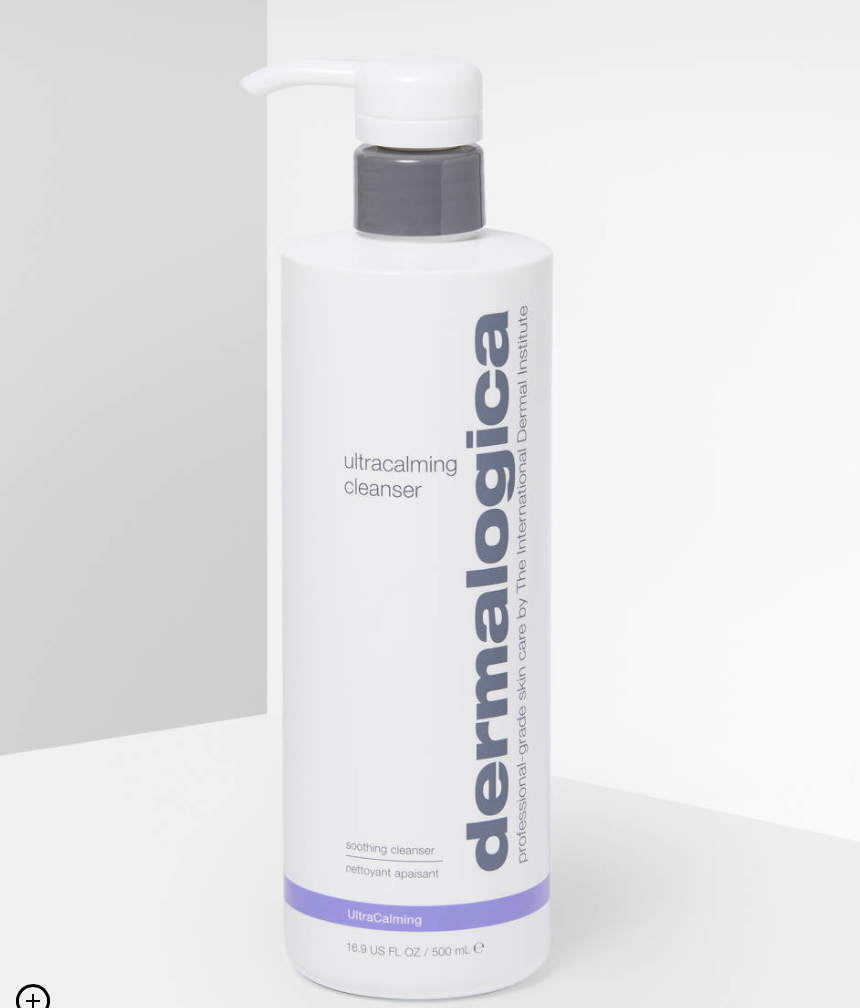 ultracalming
cleanser
dermalogica
professional-grade skin care by The International Dermal Institute
soothing cleanser
nettoyant apaisant
UltraCalming
16.9 US FL OZ / 500 mL ℮